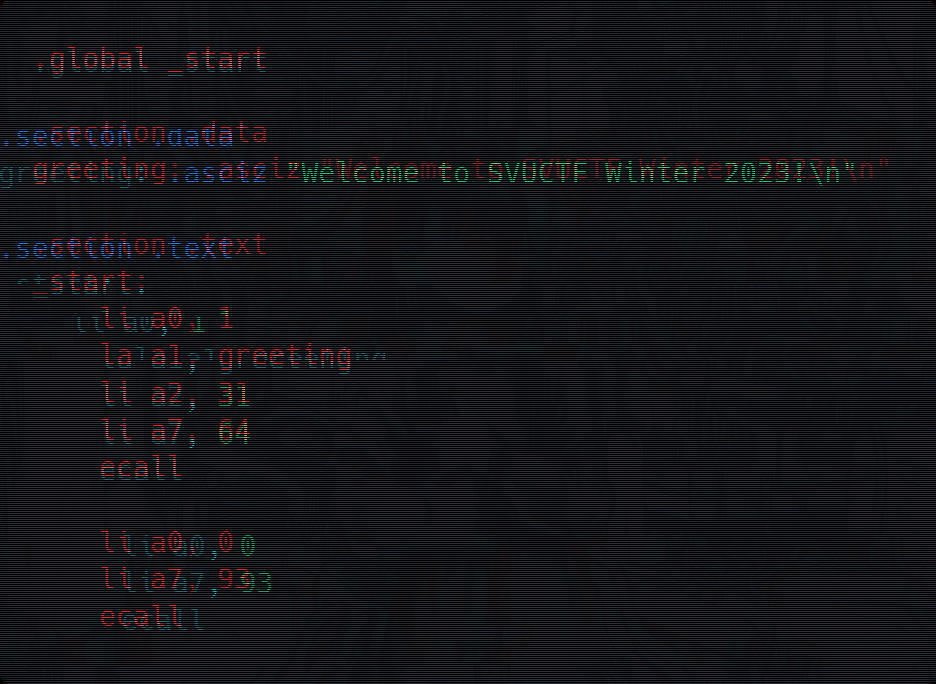 .global _start
.section .data
greeting: .asciz "Welcome to SVUCTF Winter 2023!\n"
.section .text
_start:
li a0, 1
la a1, greeting
li a2, 31
li a7, 64
ecall
li a0, 0
li a7, 93
ecall